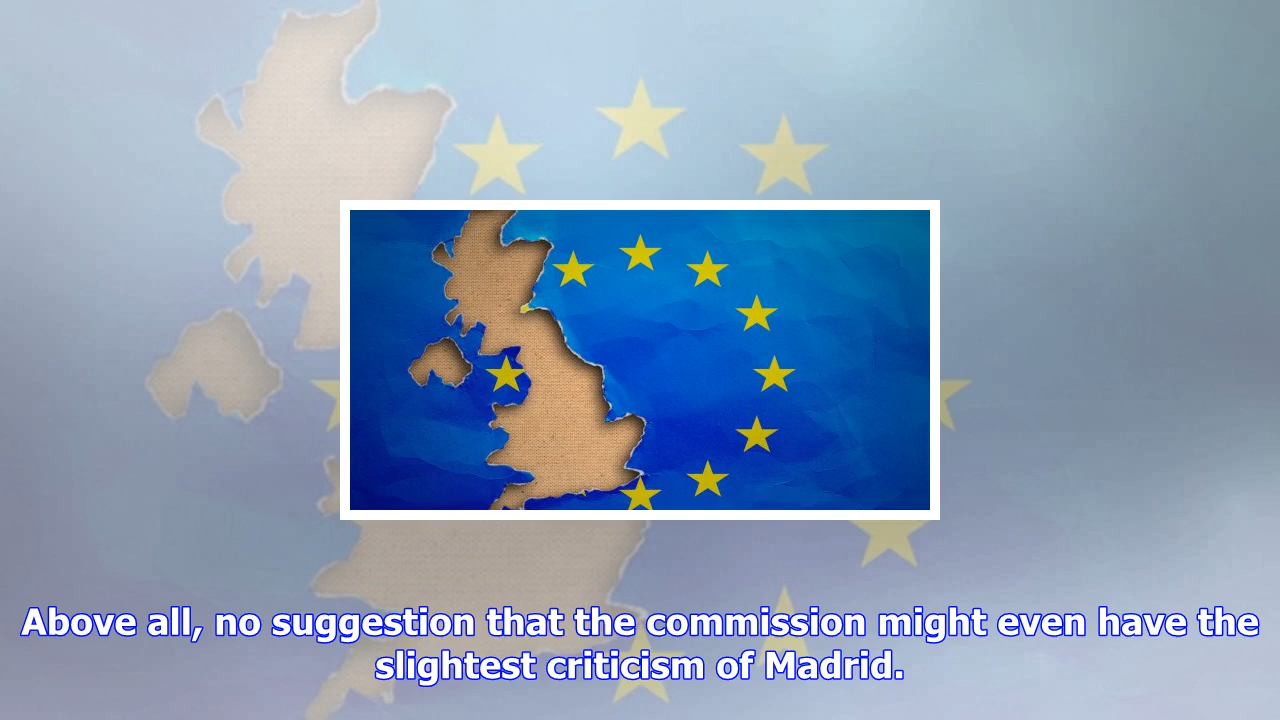 Above all, no suggestion that the commission might even have the
slightest criticism of Madrid.